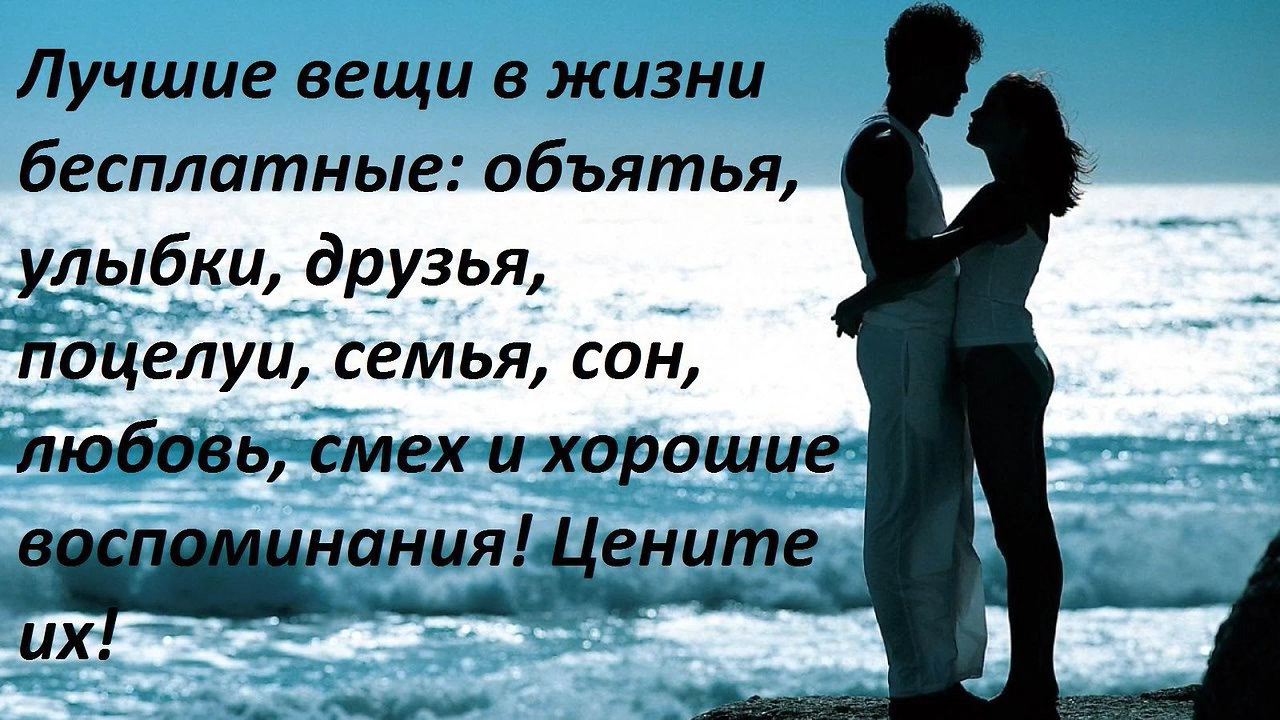 Лучшие вещи в жизни
бесплатные: объятья,
улыбки, друзья,
поцелуи, семья, сон,
любовь, смех и хорошие
воспоминания! Цените
их!